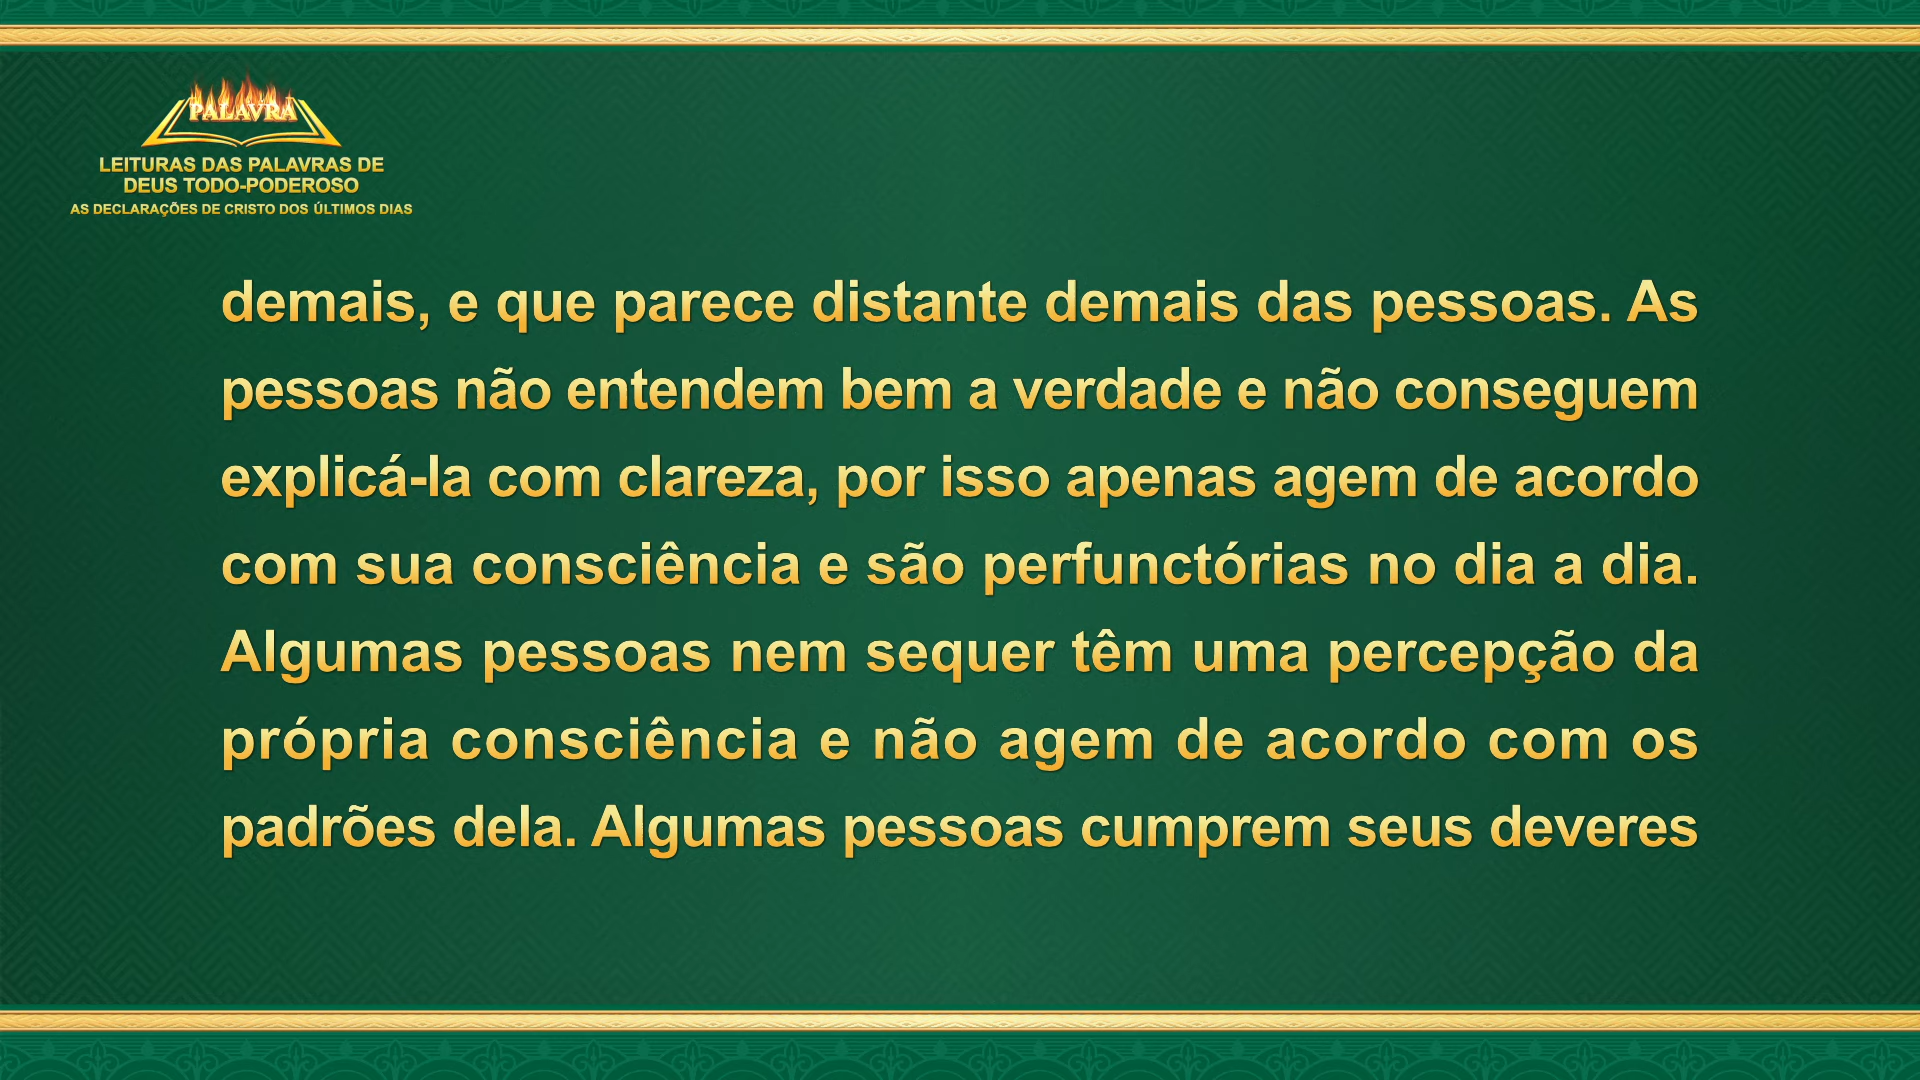 PALAVRA
LEITURAS DAS PALAVRAS DE
DEUS TODO-PODEROSO
AS DECLARAÇÕES DE CRISTO DOS ÚLTIMOS DIAS
demais, e que parece distante demais das pessoas. As
pessoas não entendem bem a verdade e não conseguem
explicá-la com clareza, por isso apenas agem de acordo
com sua consciência e são perfunctórias no dia a dia.
Algumas pessoas nem sequer têm uma percepção da
própria consciência e não agem de acordo com os
padrões dela. Algumas pessoas cumprem seus deveres